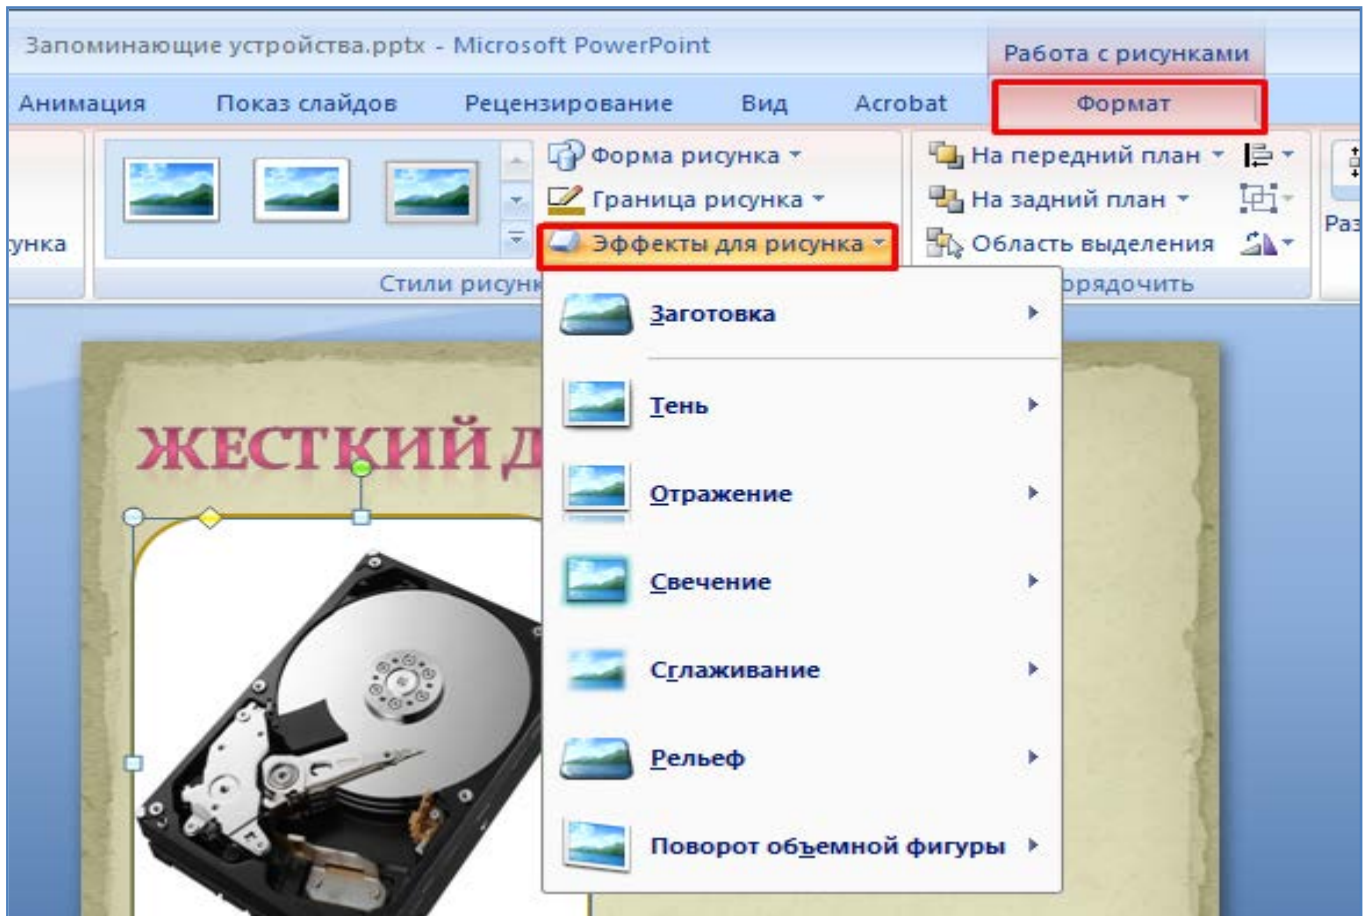 Запоминающие устройства.pptx - Microsoft PowerPoint
Работа с рисунками
Анимация Показ слайдов Рецензирование Вид Acrobat Формат
Форма рисунка
На передний план
Граница рисунка
На задний план
Эффекты для рисунка
Область выделения
Стили
Заготовка
Тень
Отражение
Свечение
Сглаживание
Рельеф
Поворот объемной фигуры
ЖЕСТКИЙ